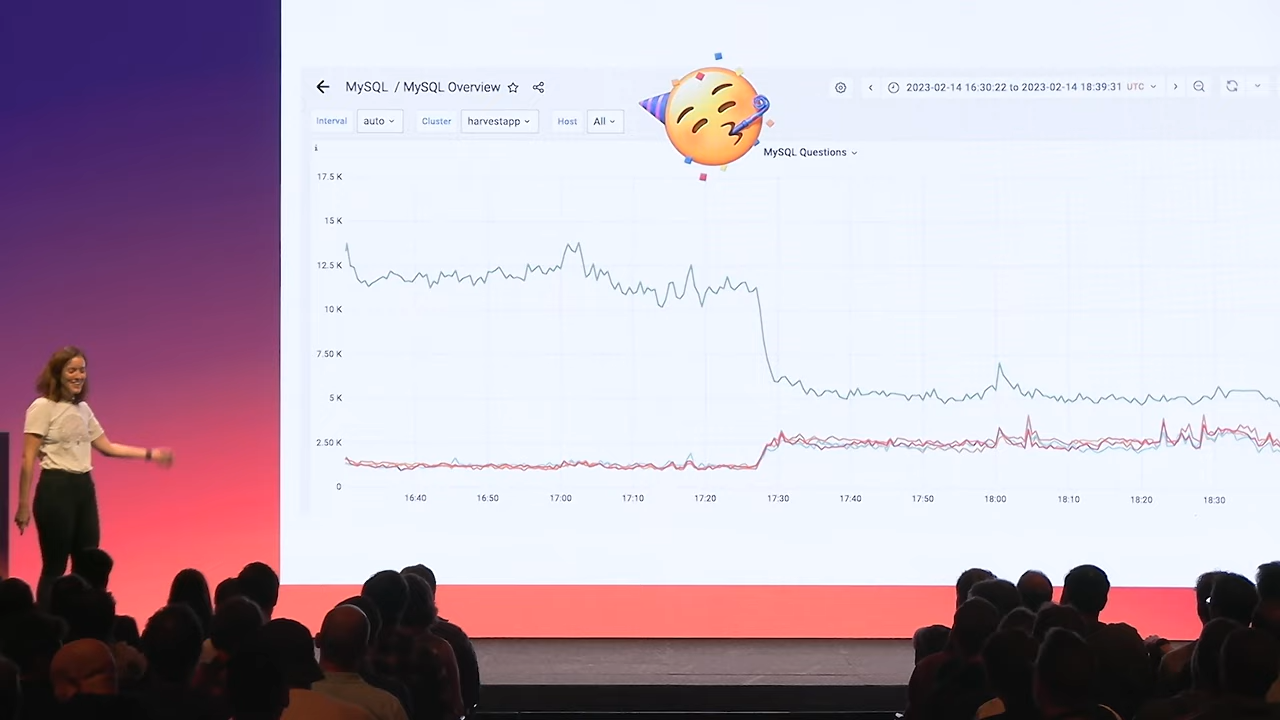 MySQL / MySQL Overview
2023-02-14 16:30:22 to 2023-02-14 18:39:31 UTC
Interval auto Cluster harvestapp Host All
i
MySQL Questions
17.5 K
15 K
12.5 K
10 K
7.50 K
5 K
2.50 K
0
16:40 16:50 17:00 17:10 17:20 17:30 17:40 17:50 18:00 18:10 18:20 18:30